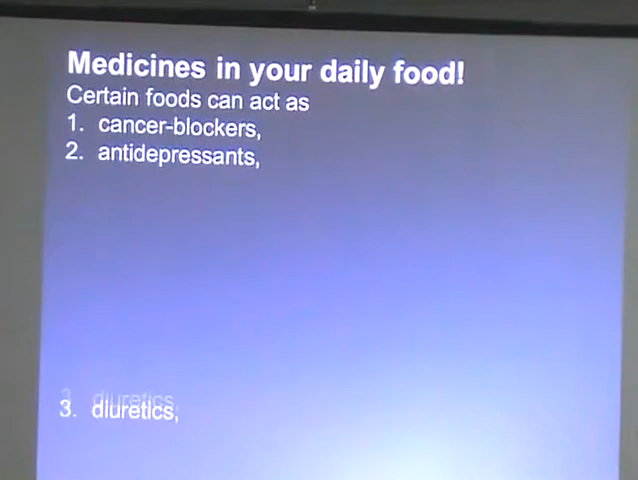 Medicines in your daily food!
Certain foods can act as
1. cancer-blockers,
2. antidepressants,
3. diuretics,